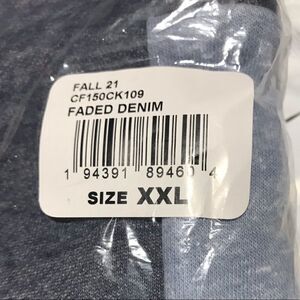 FALL 21
CF150CK109
FADED DENIM
1 94391 89460 4
SIZE XXL